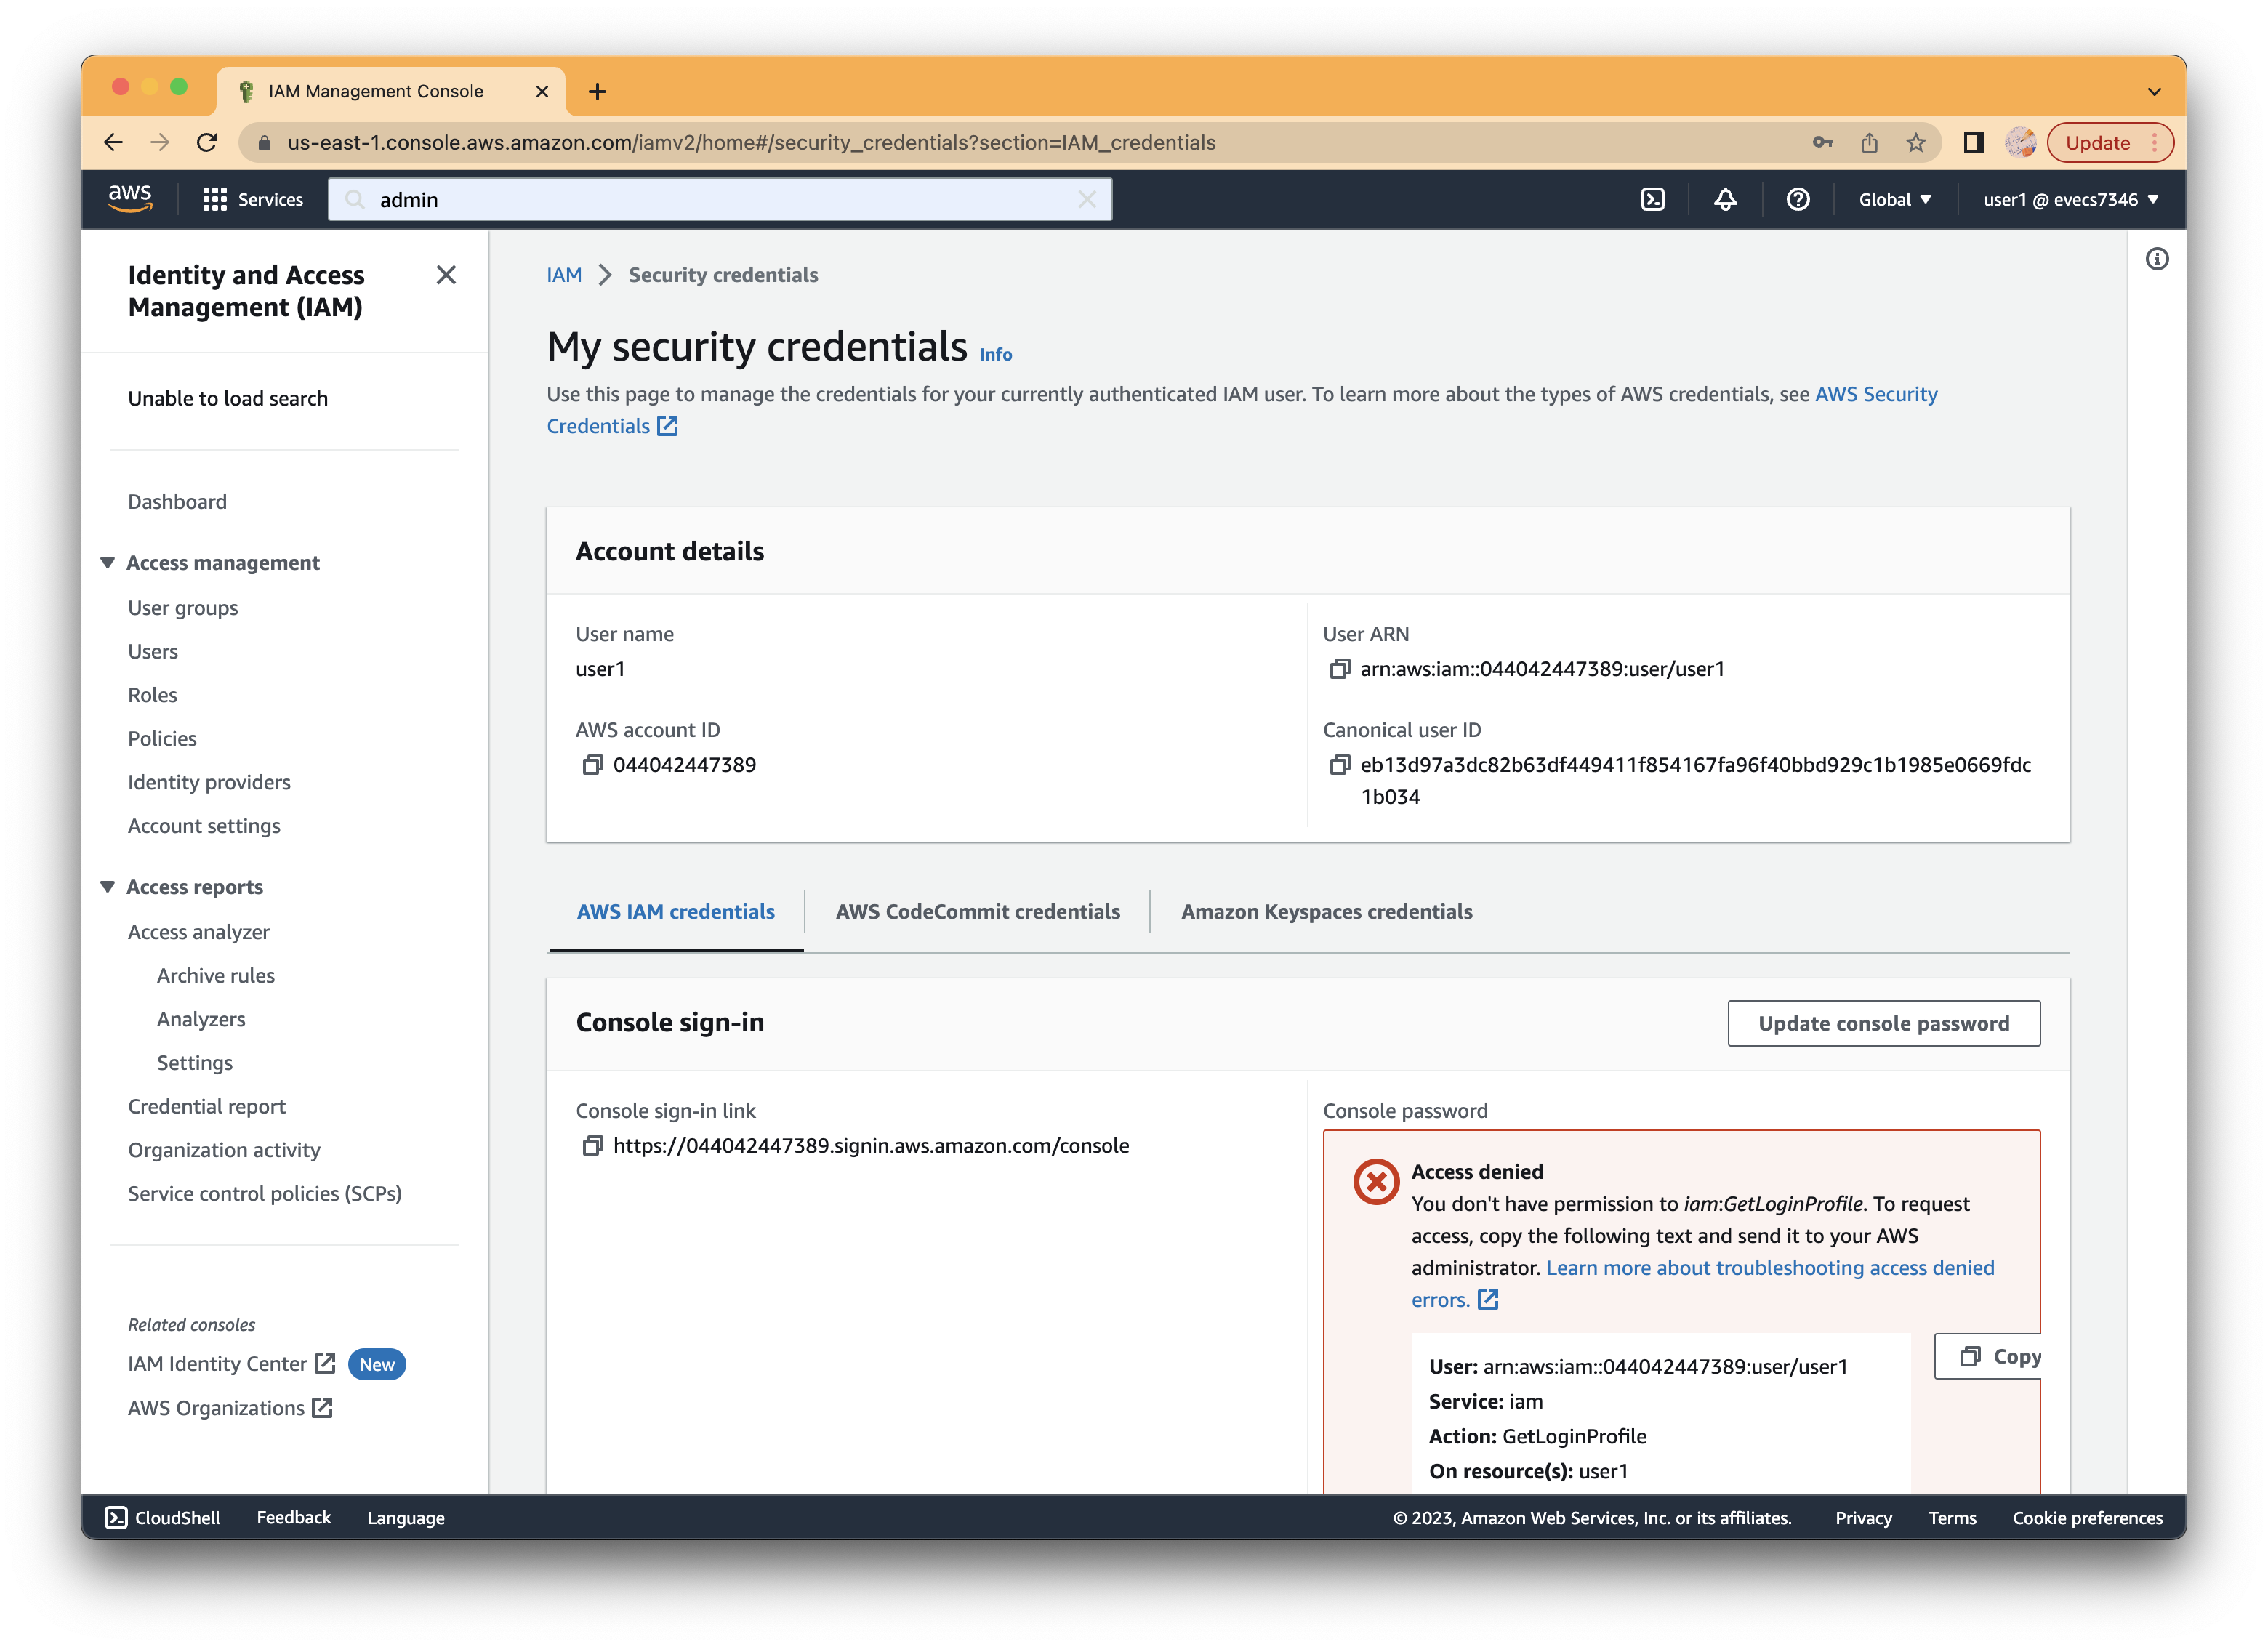 IAM Management Console
us-east-1.console.aws.amazon.com/iamv2/home#/security_credentials?section=IAM_credentials
Update
aws
Services
admin
Global
user1 @ evecs7346
Identity and Access
Management (IAM)
Unable to load search
Dashboard
Access management
User groups
Users
Roles
Policies
Identity providers
Account settings
Access reports
Access analyzer
Archive rules
Analyzers
Settings
Credential report
Organization activity
Service control policies (SCPs)
Related consoles
IAM Identity Center New
AWS Organizations
IAM > Security credentials
My security credentials Info
Use this page to manage the credentials for your currently authenticated IAM user. To learn more about the types of AWS credentials, see AWS Security
Credentials
Account details
User name
user1
User ARN
arn:aws:iam::044042447389:user/user1
AWS account ID
044042447389
Canonical user ID
eb13d97a3dc82b63df449411f854167fa96f40bbd929c1b1985e0669fdc
1b034
AWS IAM credentials
AWS CodeCommit credentials
Amazon Keyspaces credentials
Console sign-in
Update console password
Console sign-in link
https://044042447389.signin.aws.amazon.com/console
Console password
Access denied
You don't have permission to iam:GetLoginProfile. To request
access, copy the following text and send it to your AWS
administrator. Learn more about troubleshooting access denied
errors.
Copy
User: arn:aws:iam::044042447389:user/user1
Service: iam
Action: GetLoginProfile
On resource(s): user1
CloudShell
Feedback
Language
© 2023, Amazon Web Services, Inc. or its affiliates.
Privacy
Terms
Cookie preferences